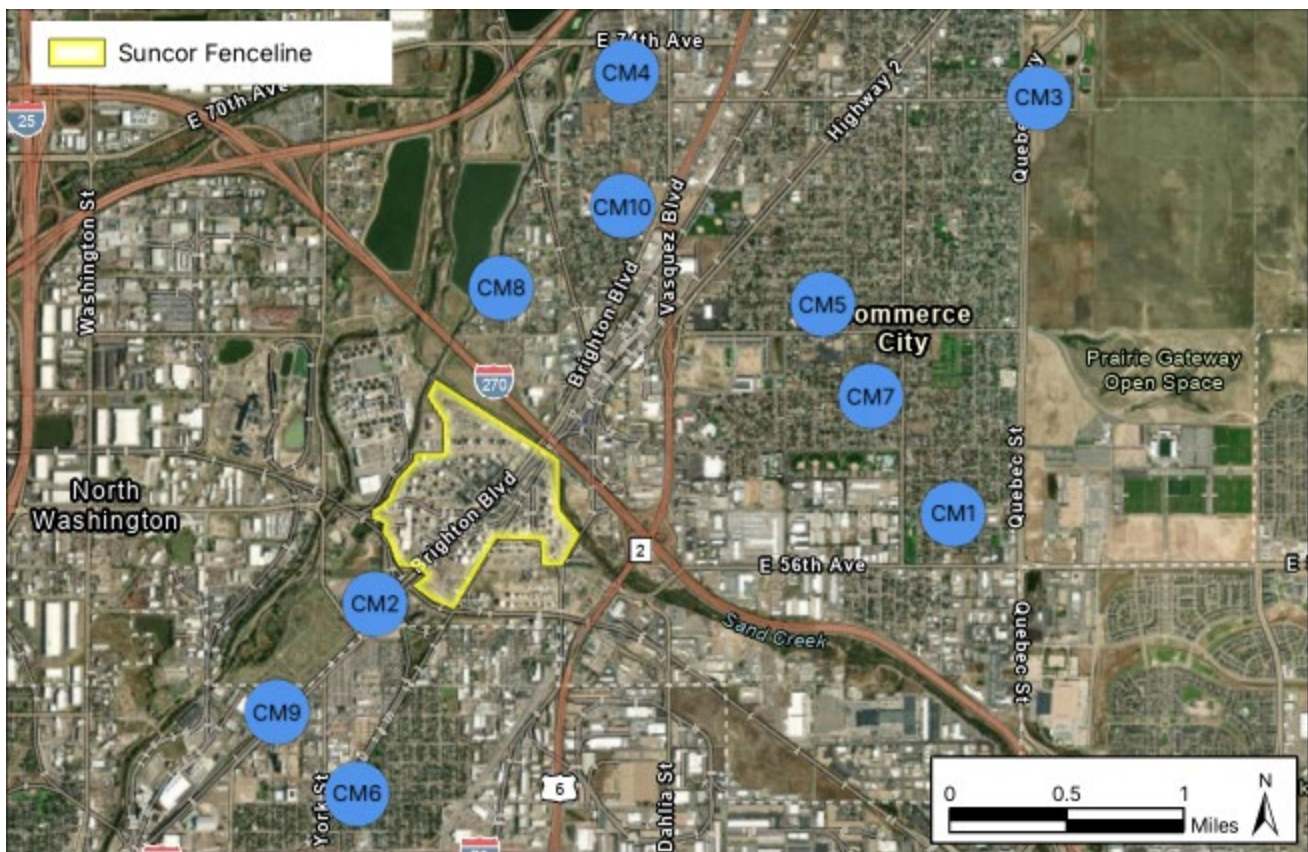 Suncor Fenceline
E 74th Ave
CM4
CM3
25
E 70th Ave
Highway 2
Quebec
Washington St
CM10
Vasquez Blvd
CM8
Brighton Blvd
CM5
ommerce
City
Prairie Gateway
Open Space
270
CM7
North
Washington
Brighton Blvd
Quebec St
CM1
2
E 56th Ave
E
CM2
Sand Creek
Quebec St
CM9
York St
CM6
6
Dahlia St
0 0.5 1
Miles
N